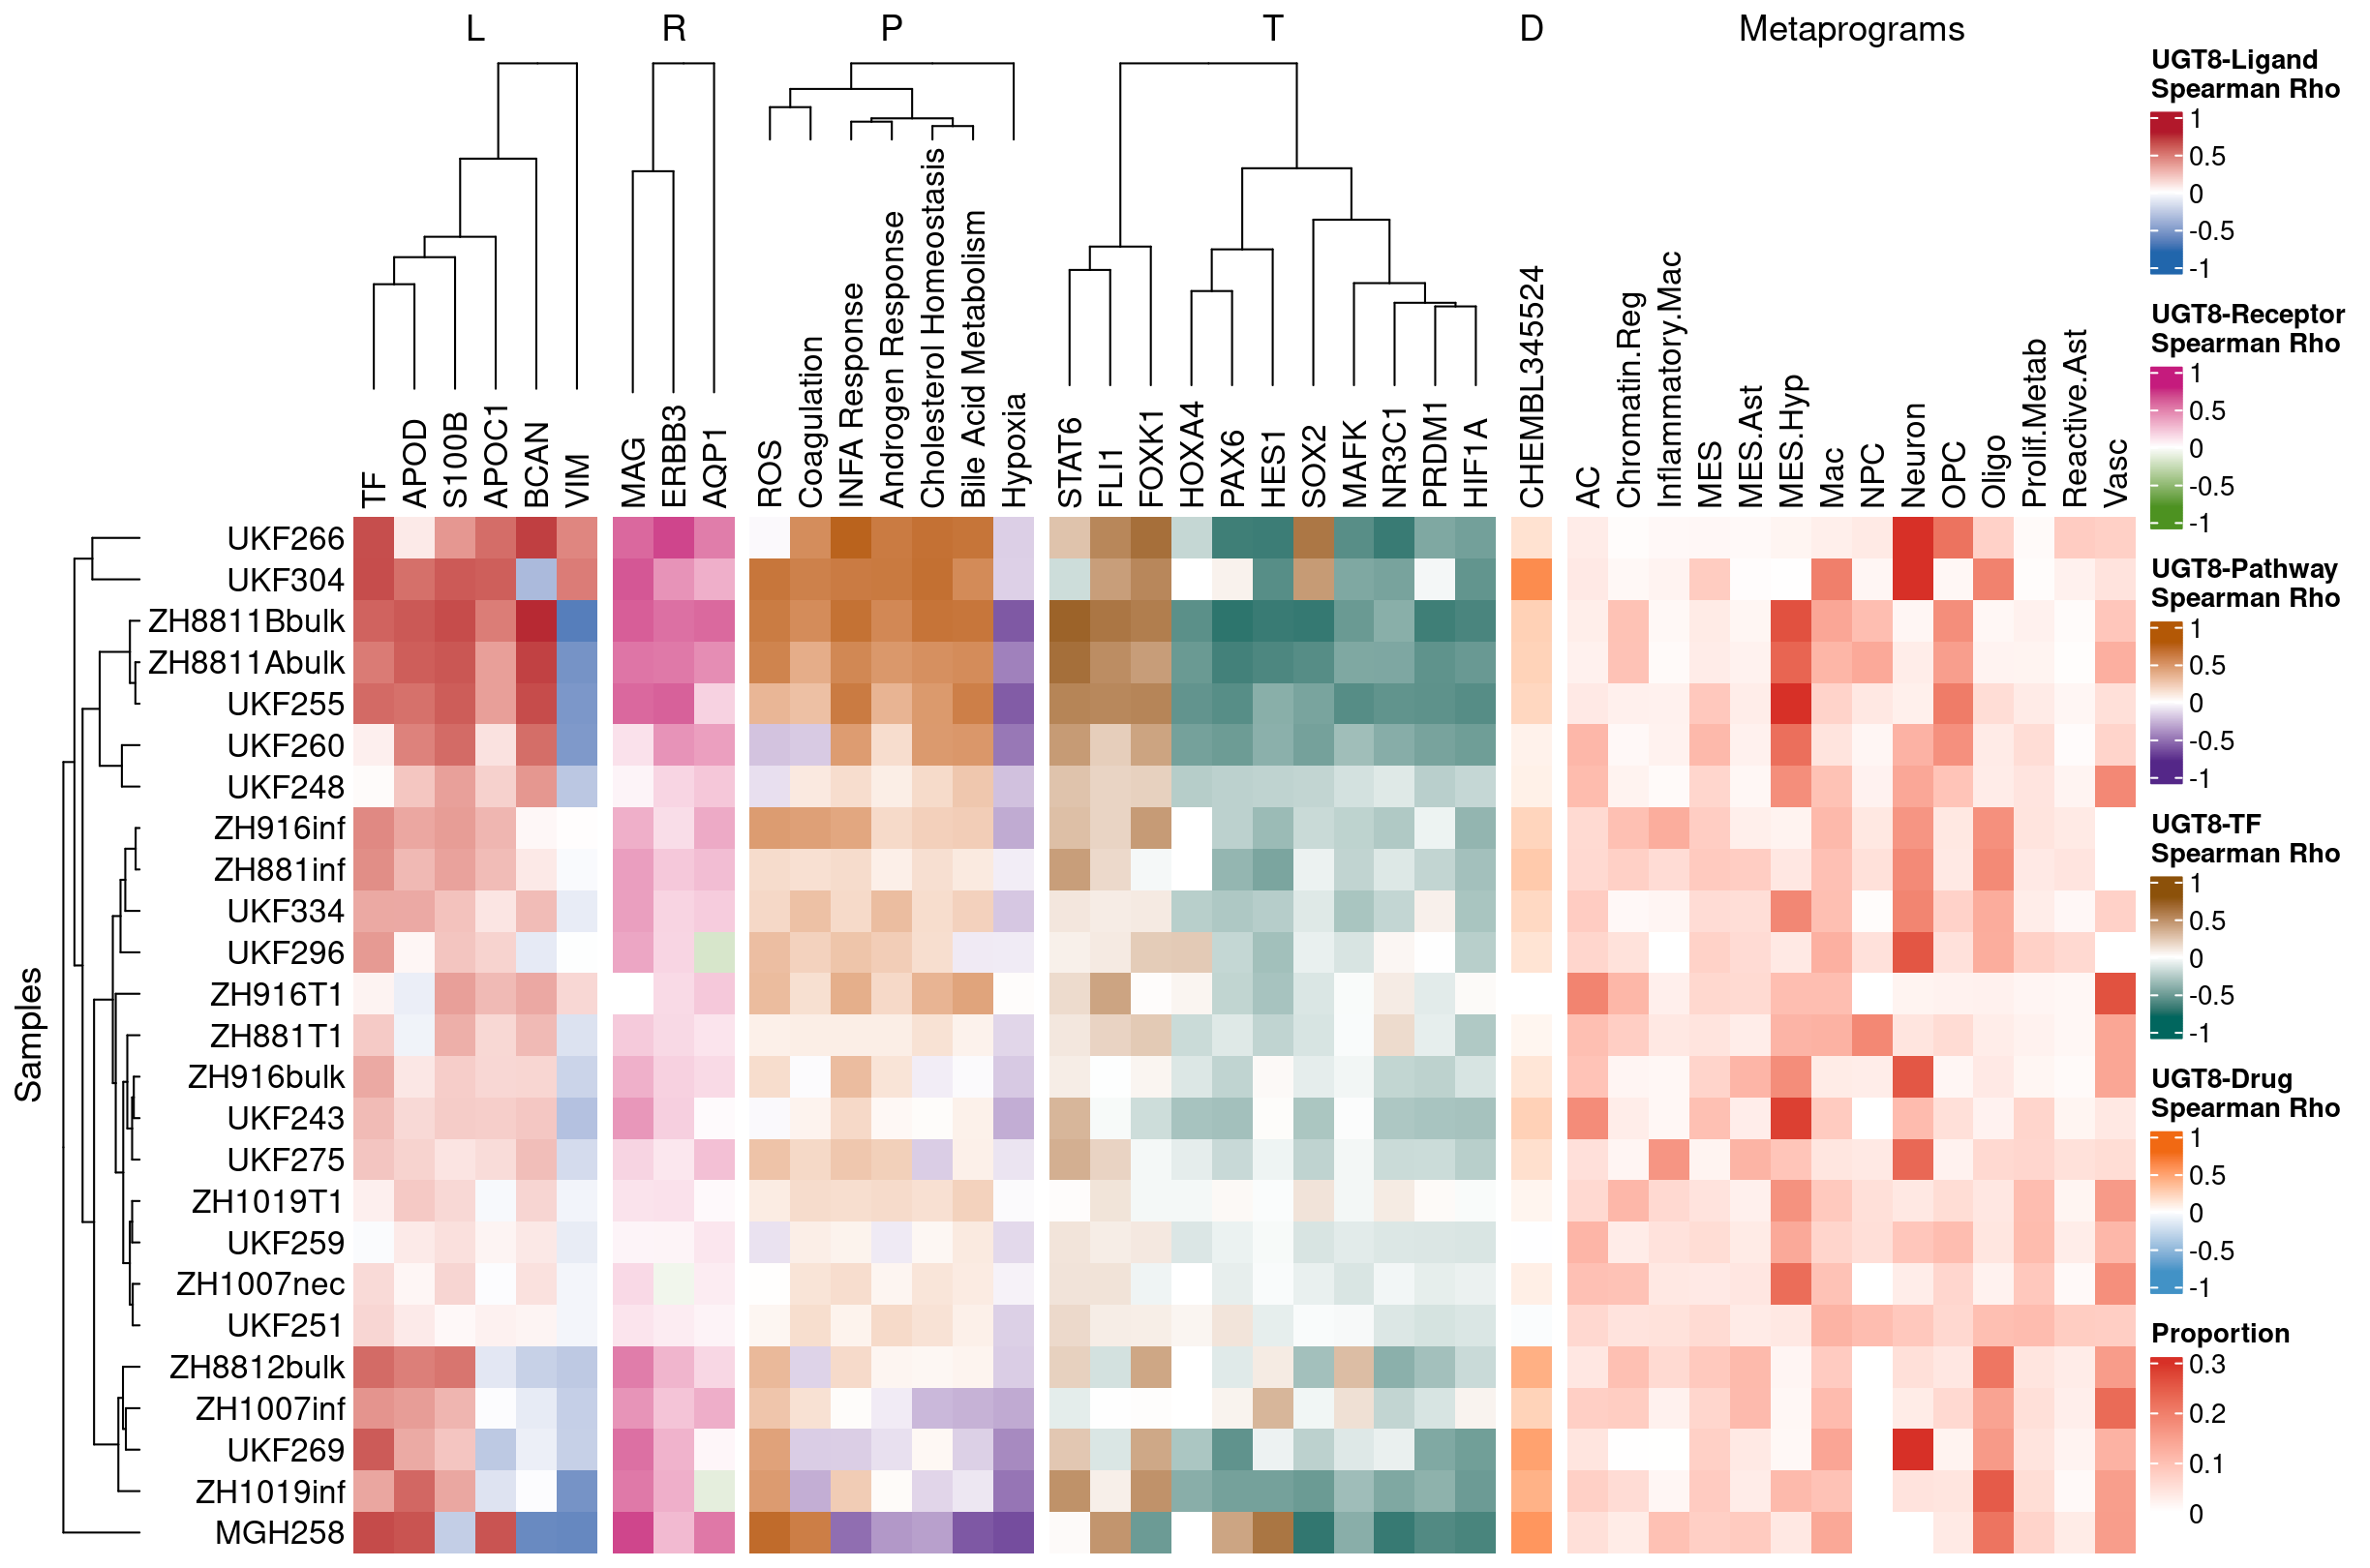 L R P T D Metaprograms
TF
APOD
S100B
APOC1
BCAN
VIM
MAG
ERBB3
AQP1
ROS
Coagulation
INFA Response
Androgen Response
Cholesterol Homeostasis
Bile Acid Metabolism
Hypoxia
STAT6
FLI1
FOXK1
HOXA4
PAX6
HES1
SOX2
MAFK
NR3C1
PRDM1
HIF1A
CHEMBL345524
AC
Chromatin.Reg
Inflammatory.Mac
MES
MES.Ast
MES.Hyp
Mac
NPC
Neuron
OPC
Oligo
Prolif.Metab
Reactive.Ast
Vasc
Samples
UKF266
UKF304
ZH8811Bbulk
ZH8811Abulk
UKF255
UKF260
UKF248
ZH916inf
ZH881inf
UKF334
UKF296
ZH916T1
ZH881T1
ZH916bulk
UKF243
UKF275
ZH1019T1
UKF259
ZH1007nec
UKF251
ZH8812bulk
ZH1007inf
UKF269
ZH1019inf
MGH258
UGT8-Ligand
Spearman Rho
1
0.5
0
-0.5
-1
UGT8-Receptor
Spearman Rho
1
0.5
0
-0.5
-1
UGT8-Pathway
Spearman Rho
1
0.5
0
-0.5
-1
UGT8-TF
Spearman Rho
1
0.5
0
-0.5
-1
UGT8-Drug
Spearman Rho
1
0.5
0
-0.5
-1
Proportion
0.3
0.2
0.1
0